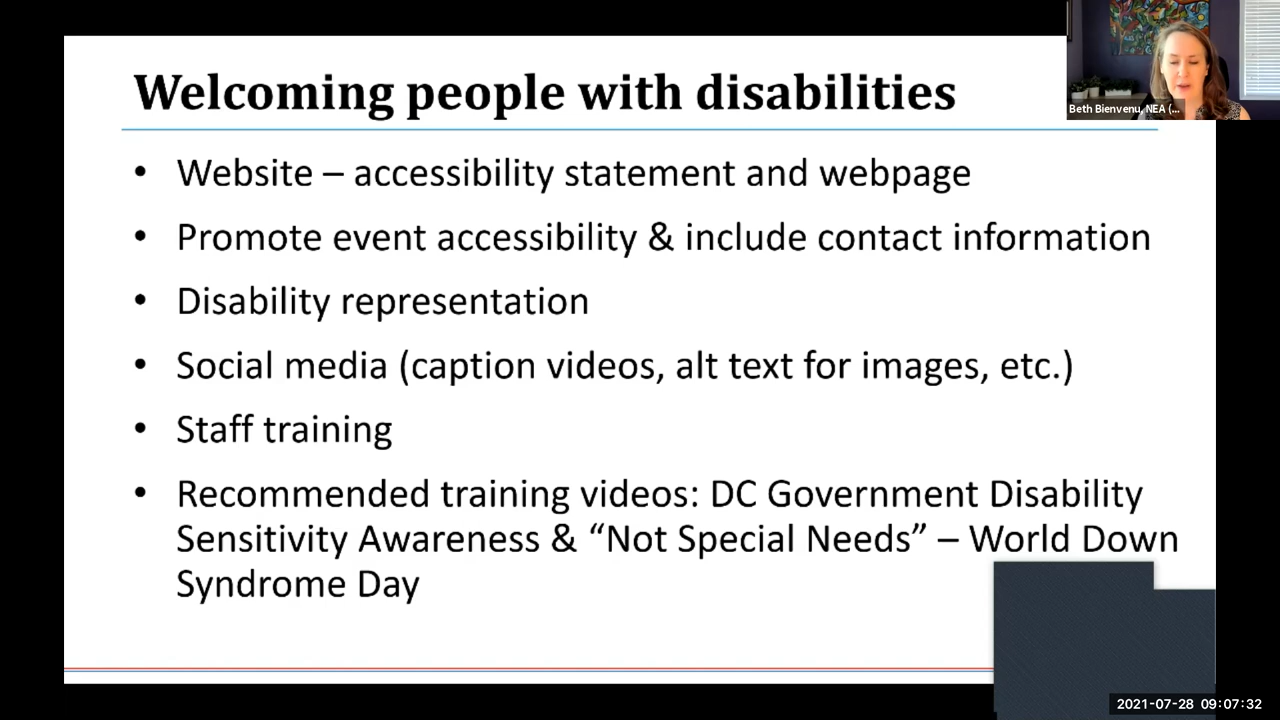 Welcoming people with disabilities
Beth Bienvenu, NEA (...
• Website – accessibility statement and webpage
• Promote event accessibility & include contact information
• Disability representation
• Social media (caption videos, alt text for images, etc.)
• Staff training
• Recommended training videos: DC Government Disability
Sensitivity Awareness & “Not Special Needs” – World Down
Syndrome Day
2021-07-28 09:07:32